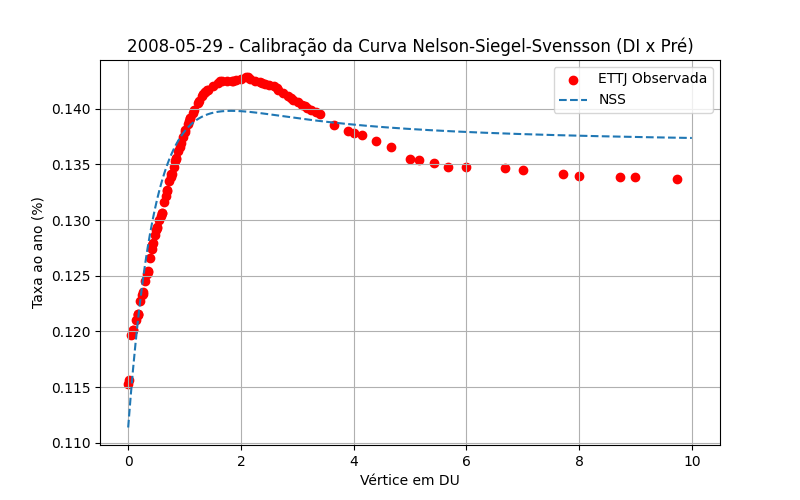 2008-05-29 - Calibração da Curva Nelson-Siegel-Svensson (DI x Pré)
ETTJ Observada
NSS
Taxa ao ano (%)
0.140
0.135
0.130
0.125
0.120
0.115
0.110
0 2 4 6 8 10
Vértice em DU